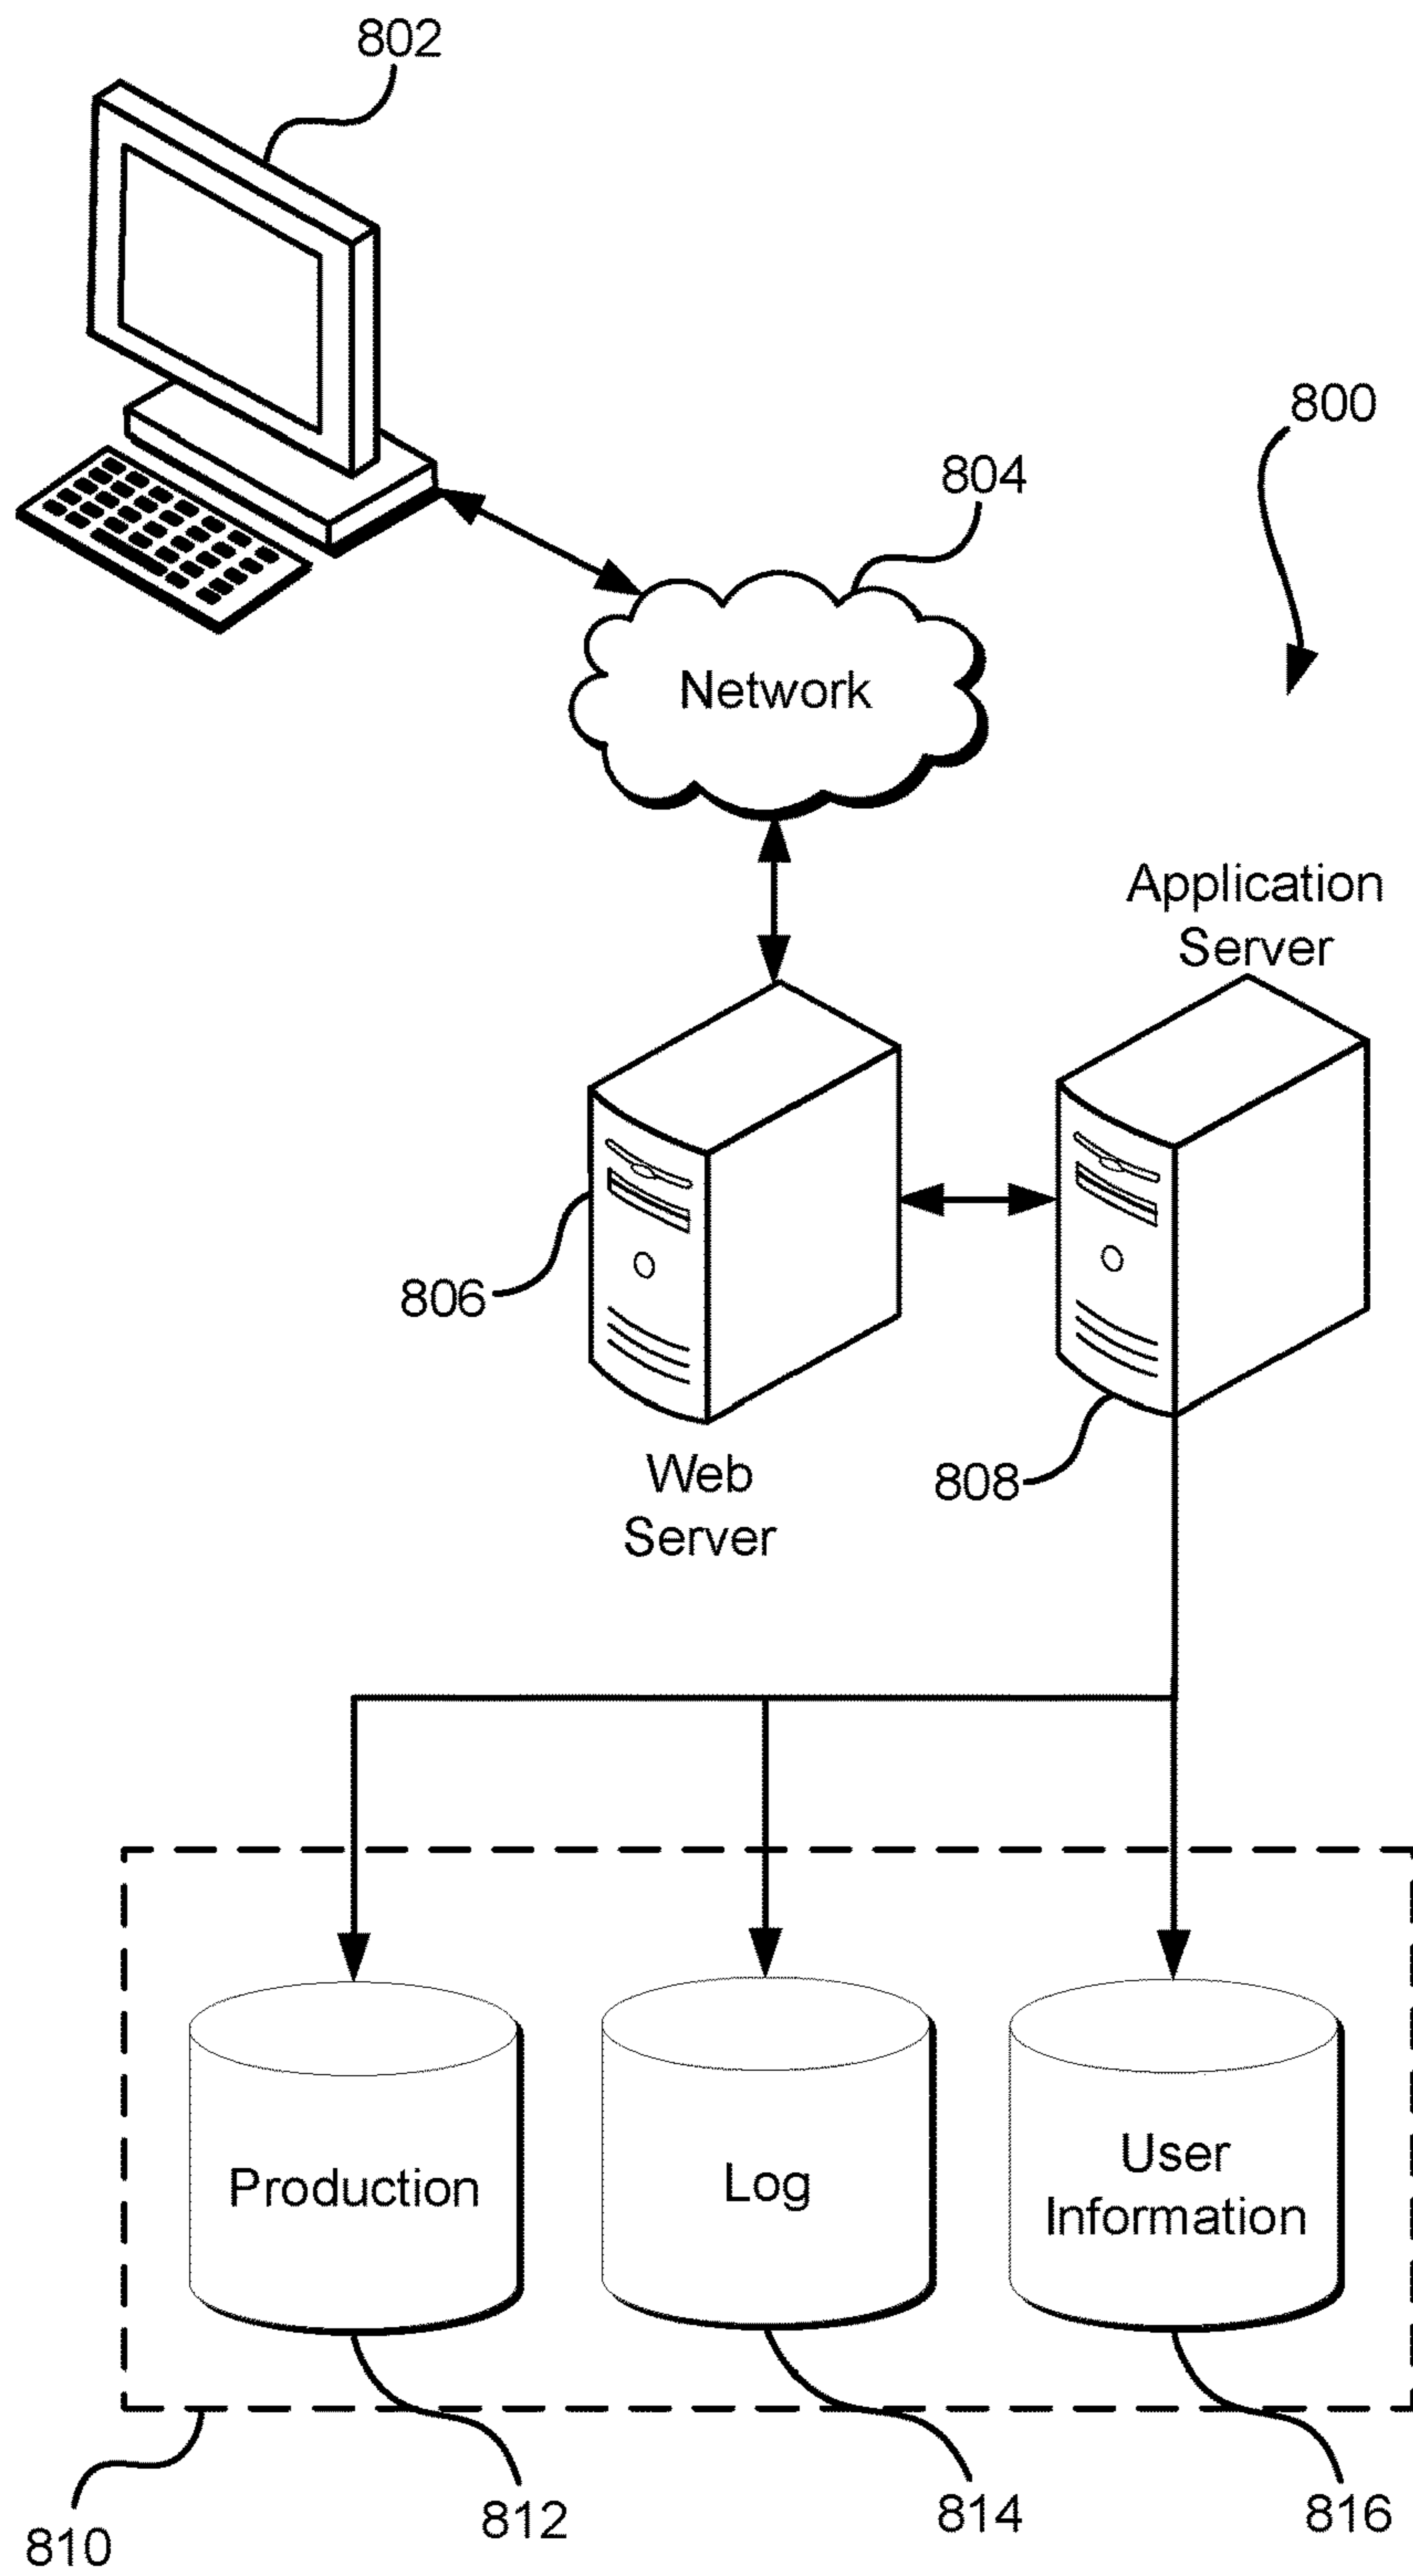 802
800
804
Network
Application
Server
806
808
Web
Server
Production
Log
User
Information
810
812
814
816